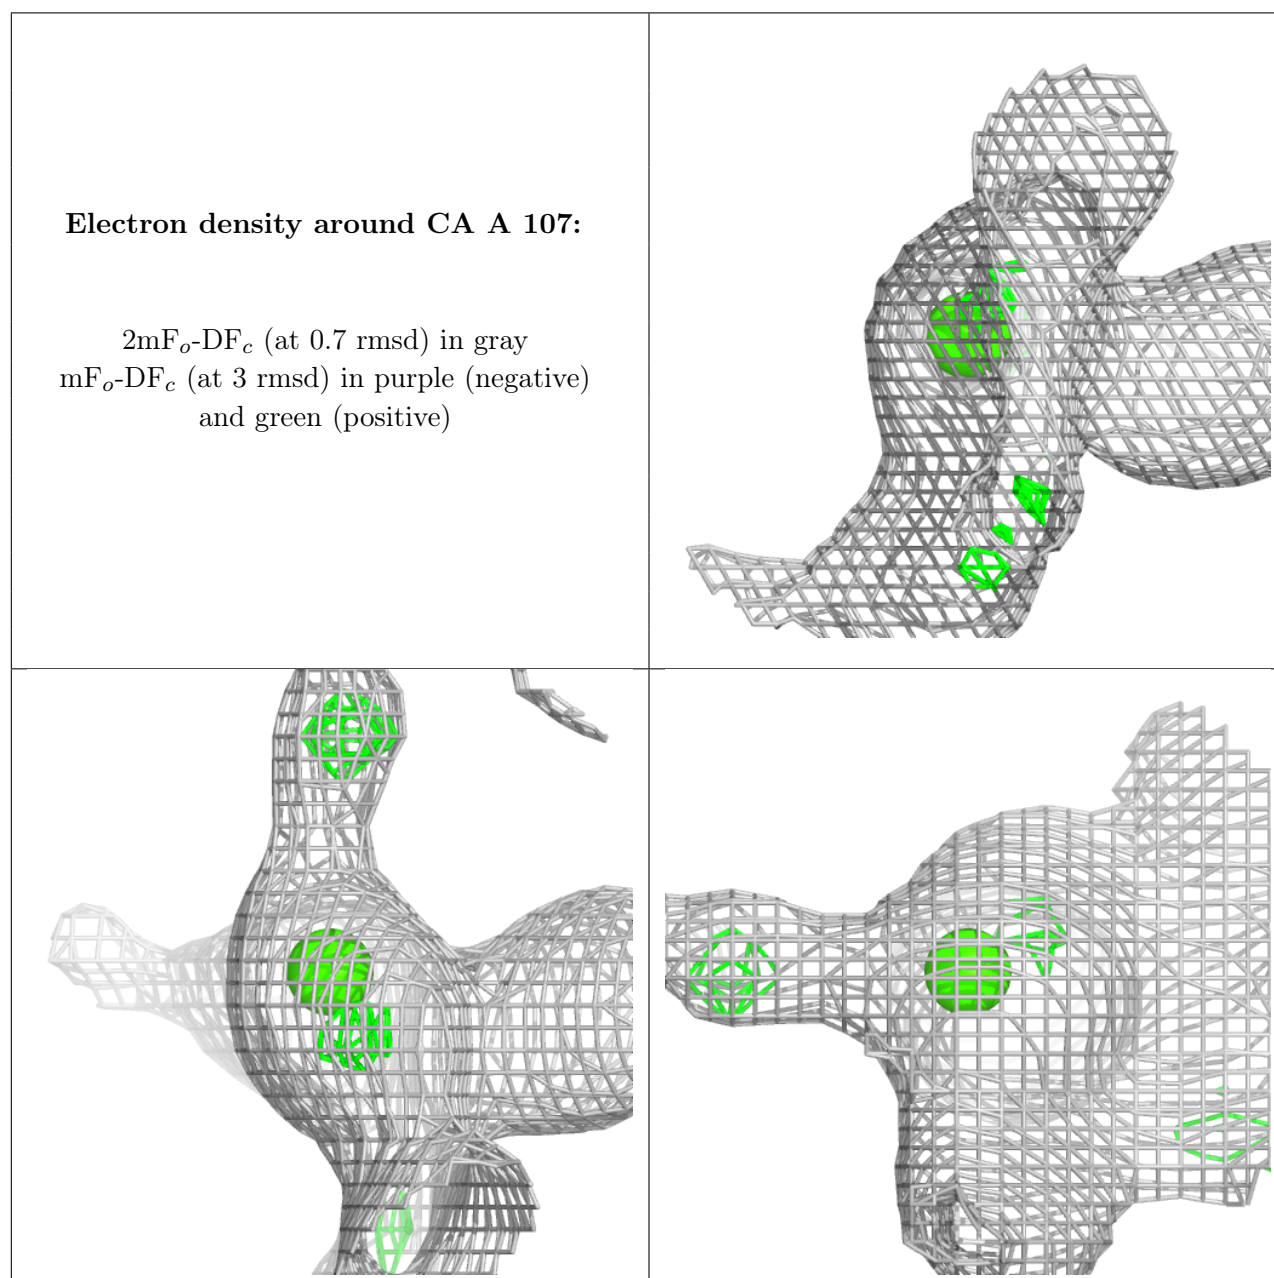 Electron density around CA A 107:
2mFo-DFc (at 0.7 rmsd) in gray
mFo-DFc (at 3 rmsd) in purple (negative)
and green (positive)